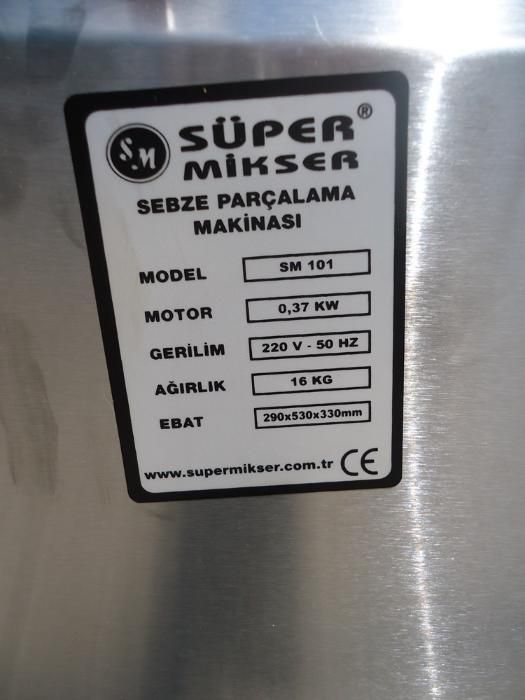 SM SÜPER®
MİKSER
SEBZE PARÇALAMA
MAKİNASI
MODEL SM 101
MOTOR 0,37 KW
GERİLİM 220 V - 50 HZ
AĞIRLIK 16 KG
EBAT 290x530x330mm
www.supermikser.com.tr CE